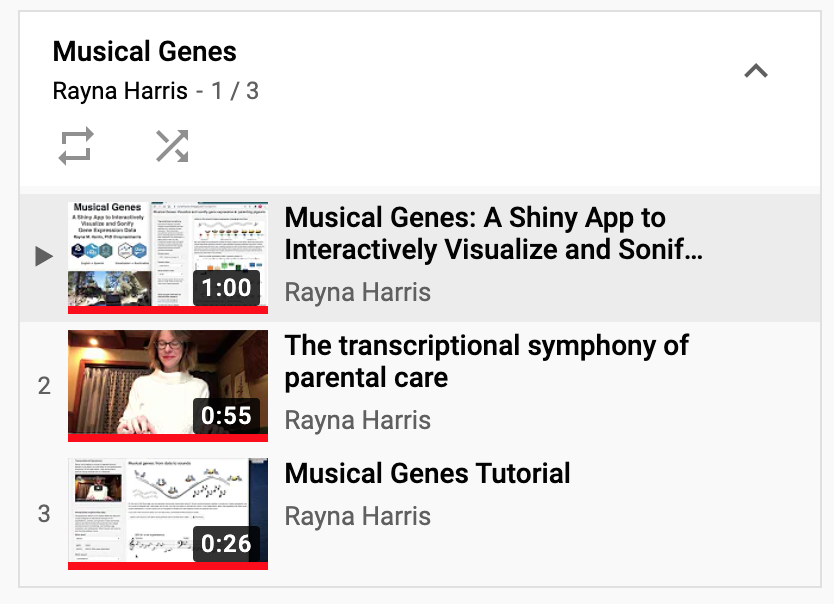 Musical Genes
Rayna Harris - 1 / 3
Musical Genes
A Shiny App to Interactively
Visualize and Sonify
Gene Expression Data
1:00
Musical Genes: A Shiny App to
Interactively Visualize and Sonif...
Rayna Harris
2
0:55
The transcriptional symphony of
parental care
Rayna Harris
3
Musical genes: from data to sounds
0:26
Musical Genes Tutorial
Rayna Harris